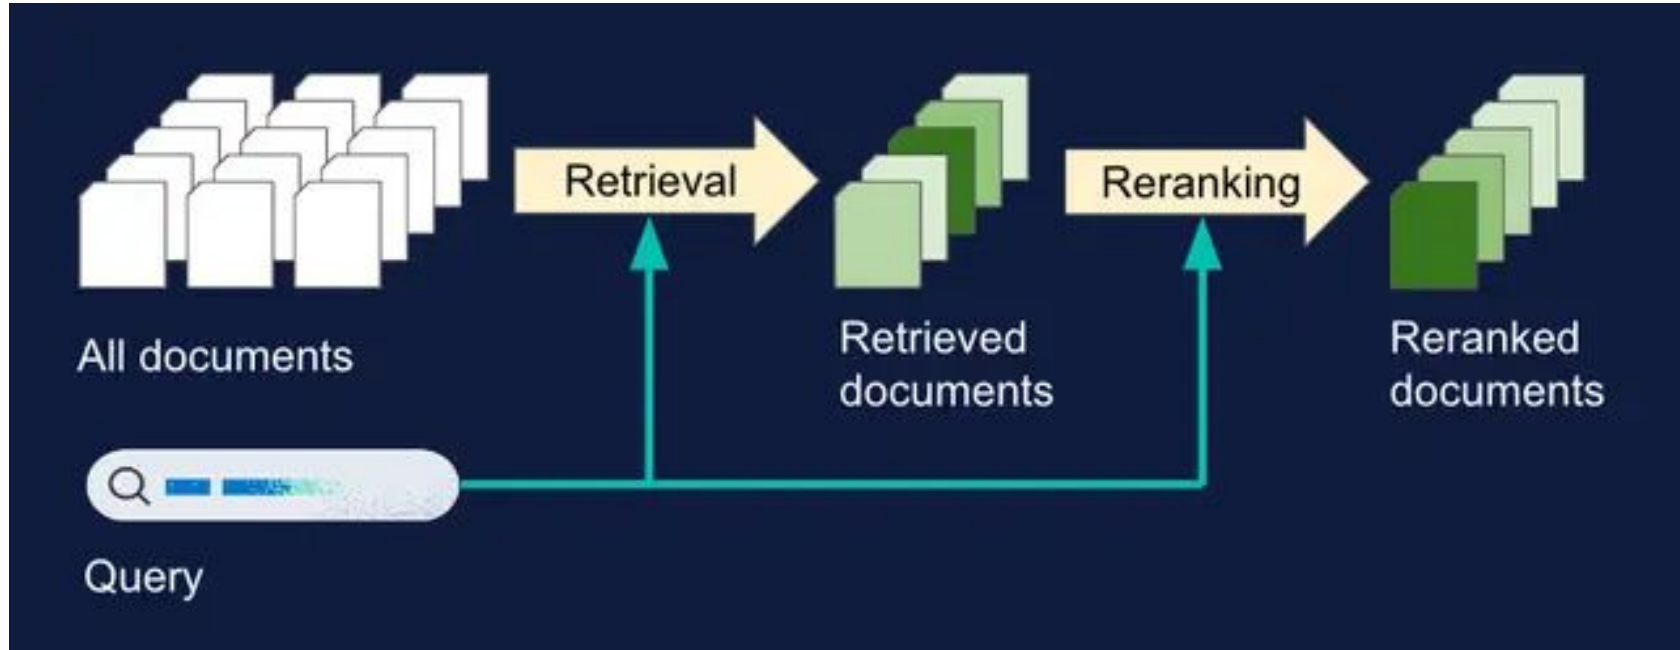 Retrieval
Reranking
All documents
Retrieved
documents
Reranked
documents
Query